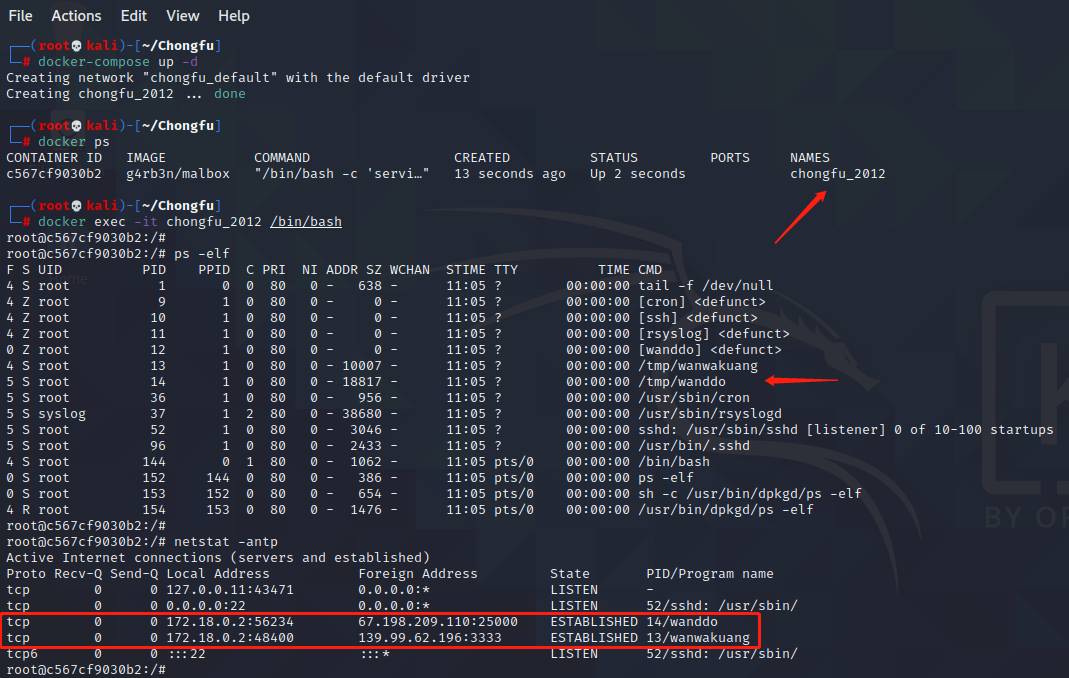 File Actions Edit View Help
┌──(root💀kali)-[~/Chongfu]
└─# docker-compose up -d
Creating network "chongfu_default" with the default driver
Creating chongfu_2012 ... done
┌──(root💀kali)-[~/Chongfu]
└─# docker ps
CONTAINER ID   IMAGE           COMMAND                  CREATED          STATUS         PORTS     NAMES
c567cf9030b2   g4rb3n/malbox   "/bin/bash -c 'servi…"   13 seconds ago   Up 2 seconds             chongfu_2012
┌──(root💀kali)-[~/Chongfu]
└─# docker exec -it chongfu_2012 /bin/bash
root@c567cf9030b2:/#
root@c567cf9030b2:/# ps -elf
F S UID        PID    PPID  C PRI  NI ADDR SZ WCHAN  STIME TTY          TIME CMD
4 S root         1       0  0  80   0 -   638 -      11:05 ?        00:00:00 tail -f /dev/null
4 Z root         9       1  0  80   0 -     0 -      11:05 ?        00:00:00 [cron] <defunct>
4 Z root        10       1  0  80   0 -     0 -      11:05 ?        00:00:00 [ssh] <defunct>
4 Z root        11       1  0  80   0 -     0 -      11:05 ?        00:00:00 [rsyslog] <defunct>
0 Z root        12       1  0  80   0 -     0 -      11:05 ?        00:00:00 [wanddo] <defunct>
4 S root        13       1  0  80   0 - 10007 -      11:05 ?        00:00:00 /tmp/wanwakuang
5 S root        14       1  0  80   0 - 18817 -      11:05 ?        00:00:00 /tmp/wanddo
5 S root        36       1  0  80   0 -   956 -      11:05 ?        00:00:00 /usr/sbin/cron
5 S syslog      37       1  2  80   0 - 38680 -      11:05 ?        00:00:00 /usr/sbin/rsyslogd
5 S root        52       1  0  80   0 -  3046 -      11:05 ?        00:00:00 sshd: /usr/sbin/sshd [listener] 0 of 10-100 startups
5 S root        96       1  0  80   0 -  2433 -      11:05 ?        00:00:00 /usr/bin/.sshd
4 S root       144       0  1  80   0 -  1062 -      11:05 pts/0    00:00:00 /bin/bash
0 S root       152     144  0  80   0 -   386 -      11:05 pts/0    00:00:00 ps -elf
0 S root       153     152  0  80   0 -   654 -      11:05 pts/0    00:00:00 sh -c /usr/bin/dpkgd/ps -elf
4 R root       154     153  0  80   0 -  1476 -      11:05 pts/0    00:00:00 /usr/bin/dpkgd/ps -elf
root@c567cf9030b2:/#
root@c567cf9030b2:/# netstat -antp
Active Internet connections (servers and established)
Proto Recv-Q Send-Q Local Address           Foreign Address         State       PID/Program name
tcp        0      0 127.0.0.11:43471        0.0.0.0:*               LISTEN      -
tcp        0      0 0.0.0.0:22              0.0.0.0:*               LISTEN      52/sshd: /usr/sbin/
tcp        0      0 172.18.0.2:56234        67.198.209.110:25000    ESTABLISHED 14/wanddo
tcp        0      0 172.18.0.2:48400        139.99.62.196:3333      ESTABLISHED 13/wanwakuang
tcp6       0      0 :::22                   :::*                    LISTEN      52/sshd: /usr/sbin/
root@c567cf9030b2:/#